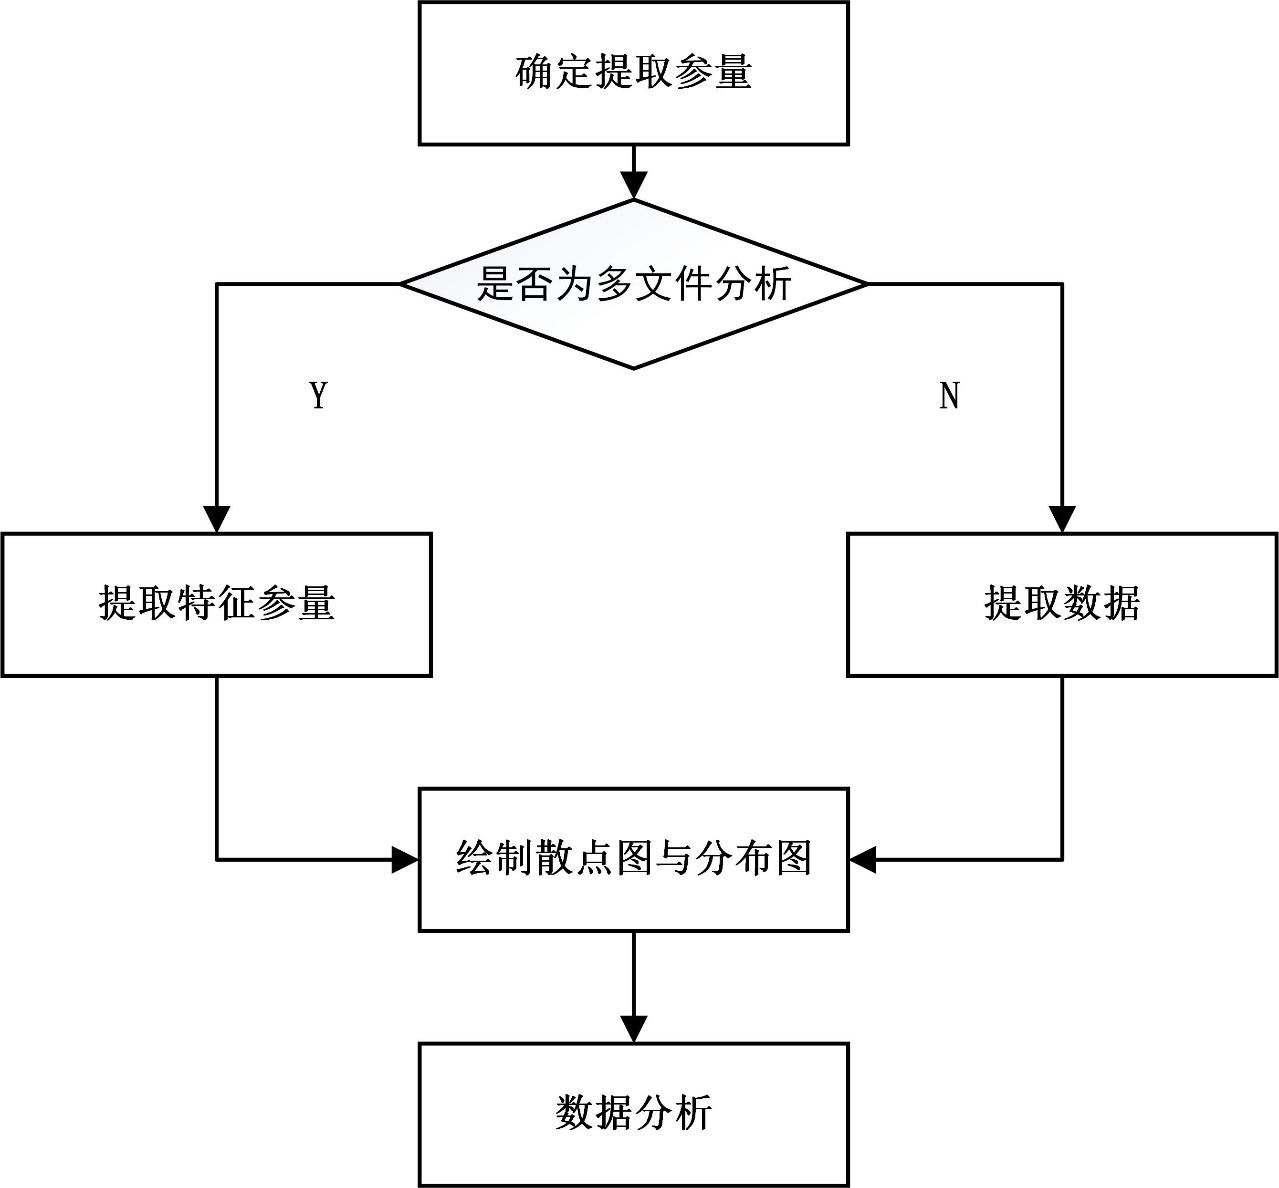 确定提取参量
是否为多文件分析
Y
N
提取特征参量
提取数据
绘制散点图与分布图
数据分析